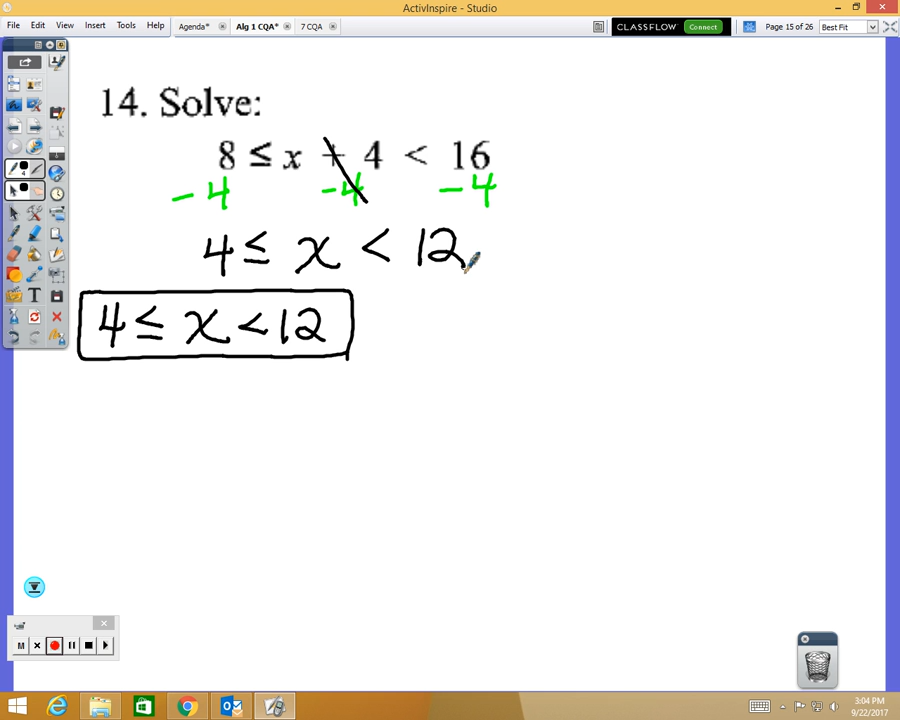 ActivInspire - Studio
File Edit View Insert Tools Help Agenda* Alg 1 CQA* 7 CQA CLASSFLOW Connect Page 15 of 26 Best Fit
14. Solve:
8 ≤ x + 4 < 16
-4 -4 -4
4 ≤ x < 12
4 ≤ x < 12
4
T
M
3:04 PM
9/22/2017